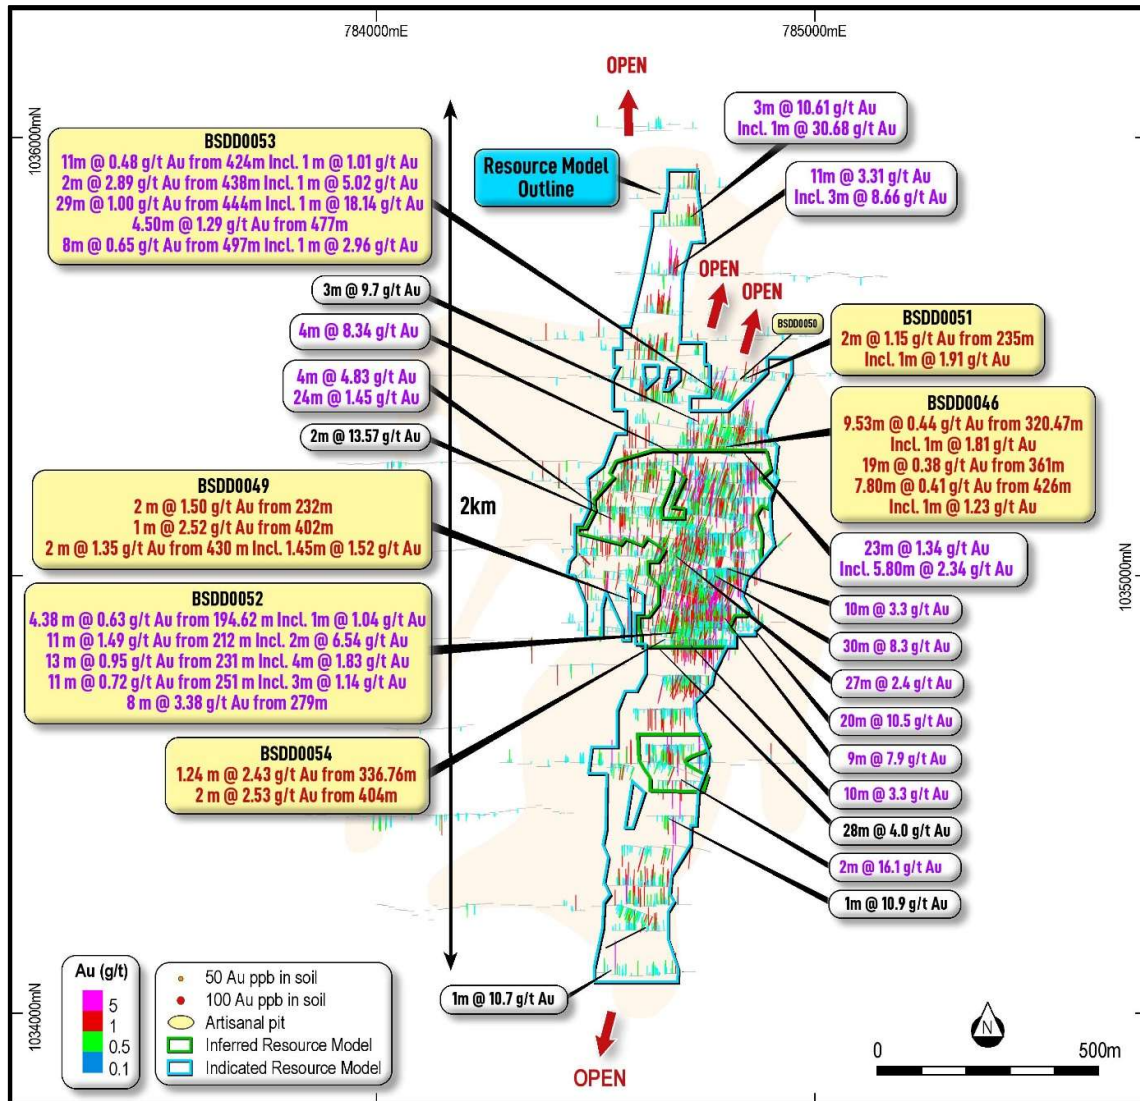 784000mE
785000mE
1036000mN
1036000mN
1035000mN
1035000mN
1034000mN
1034000mN
OPEN
3m @ 10.61 g/t Au
Incl. 1m @ 30.68 g/t Au
BSDD0053
11m @ 0.48 g/t Au from 424m Incl. 1 m @ 1.01 g/t Au
2m @ 2.89 g/t Au from 438m Incl. 1 m @ 5.02 g/t Au
29m @ 1.00 g/t Au from 444m Incl. 1 m @ 18.14 g/t Au
4.50m @ 1.29 g/t Au from 477m
8m @ 0.65 g/t Au from 497m Incl. 1 m @ 2.96 g/t Au
Resource Model
Outline
11m @ 3.31 g/t Au
Incl. 3m @ 8.66 g/t Au
OPEN
OPEN
3m @ 9.7 g/t Au
4m @ 8.34 g/t Au
4m @ 4.83 g/t Au
24m @ 1.45 g/t Au
2m @ 13.57 g/t Au
BSDD0050
BSDD0051
2m @ 1.15 g/t Au from 235m
Incl. 1m @ 1.91 g/t Au
BSDD0046
9.53m @ 0.44 g/t Au from 320.47m
Incl. 1m @ 1.81 g/t Au
19m @ 0.38 g/t Au from 361m
7.80m @ 0.41 g/t Au from 426m
Incl. 1m @ 1.23 g/t Au
BSDD0049
2 m @ 1.50 g/t Au from 232m
1 m @ 2.52 g/t Au from 402m
2 m @ 1.35 g/t Au from 430 m Incl. 1.45m @ 1.52 g/t Au
2km
23m @ 1.34 g/t Au
Incl. 5.80m @ 2.34 g/t Au
BSDD0052
4.38 m @ 0.63 g/t Au from 194.62 m Incl. 1m @ 1.04 g/t Au
11 m @ 1.49 g/t Au from 212 m Incl. 2m @ 6.54 g/t Au
13 m @ 0.95 g/t Au from 231 m Incl. 4m @ 1.83 g/t Au
11 m @ 0.72 g/t Au from 251 m Incl. 3m @ 1.14 g/t Au
8 m @ 3.38 g/t Au from 279m
10m @ 3.3 g/t Au
30m @ 8.3 g/t Au
27m @ 2.4 g/t Au
20m @ 10.5 g/t Au
9m @ 7.9 g/t Au
10m @ 3.3 g/t Au
28m @ 4.0 g/t Au
2m @ 16.1 g/t Au
1m @ 10.9 g/t Au
BSDD0054
1.24 m @ 2.43 g/t Au from 336.76m
2 m @ 2.53 g/t Au from 404m
1m @ 10.7 g/t Au
OPEN
Au (g/t)
5
1
0.5
0.1
50 Au ppb in soil
100 Au ppb in soil
Artisanal pit
Inferred Resource Model
Indicated Resource Model
N
0
500m